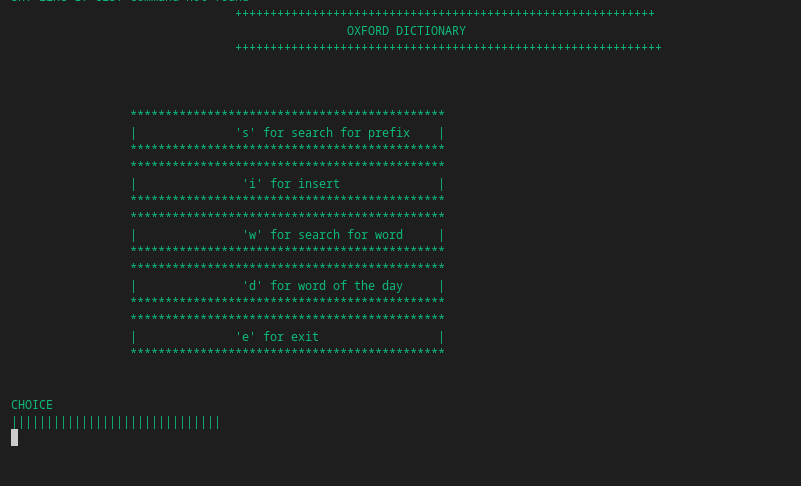 ++++++++++++++++++++++++++++++++++++++++++++++++++++++++++++
OXFORD DICTIONARY
+++++++++++++++++++++++++++++++++++++++++++++++++++++++++++++
*********************************************
| 's' for search for prefix |
*********************************************
*********************************************
| 'i' for insert |
*********************************************
*********************************************
| 'w' for search for word |
*********************************************
*********************************************
| 'd' for word of the day |
*********************************************
*********************************************
| 'e' for exit |
*********************************************
CHOICE
||||||||||||||||||||||||||||||